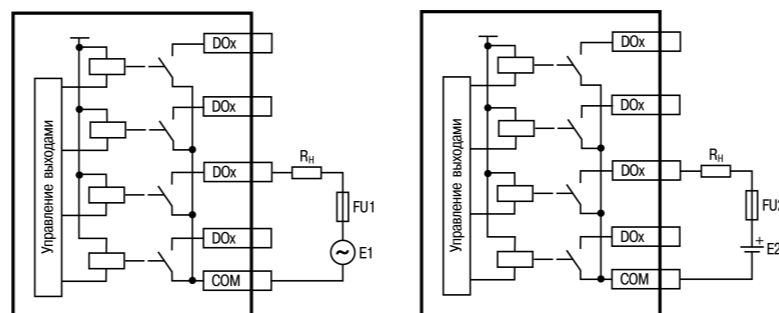 Управление выходами
DOx
DOx
DOx
DOx
COM
RН
FU1
E1
~
Управление выходами
DOx
DOx
DOx
DOx
COM
RН
FU2
+
E2